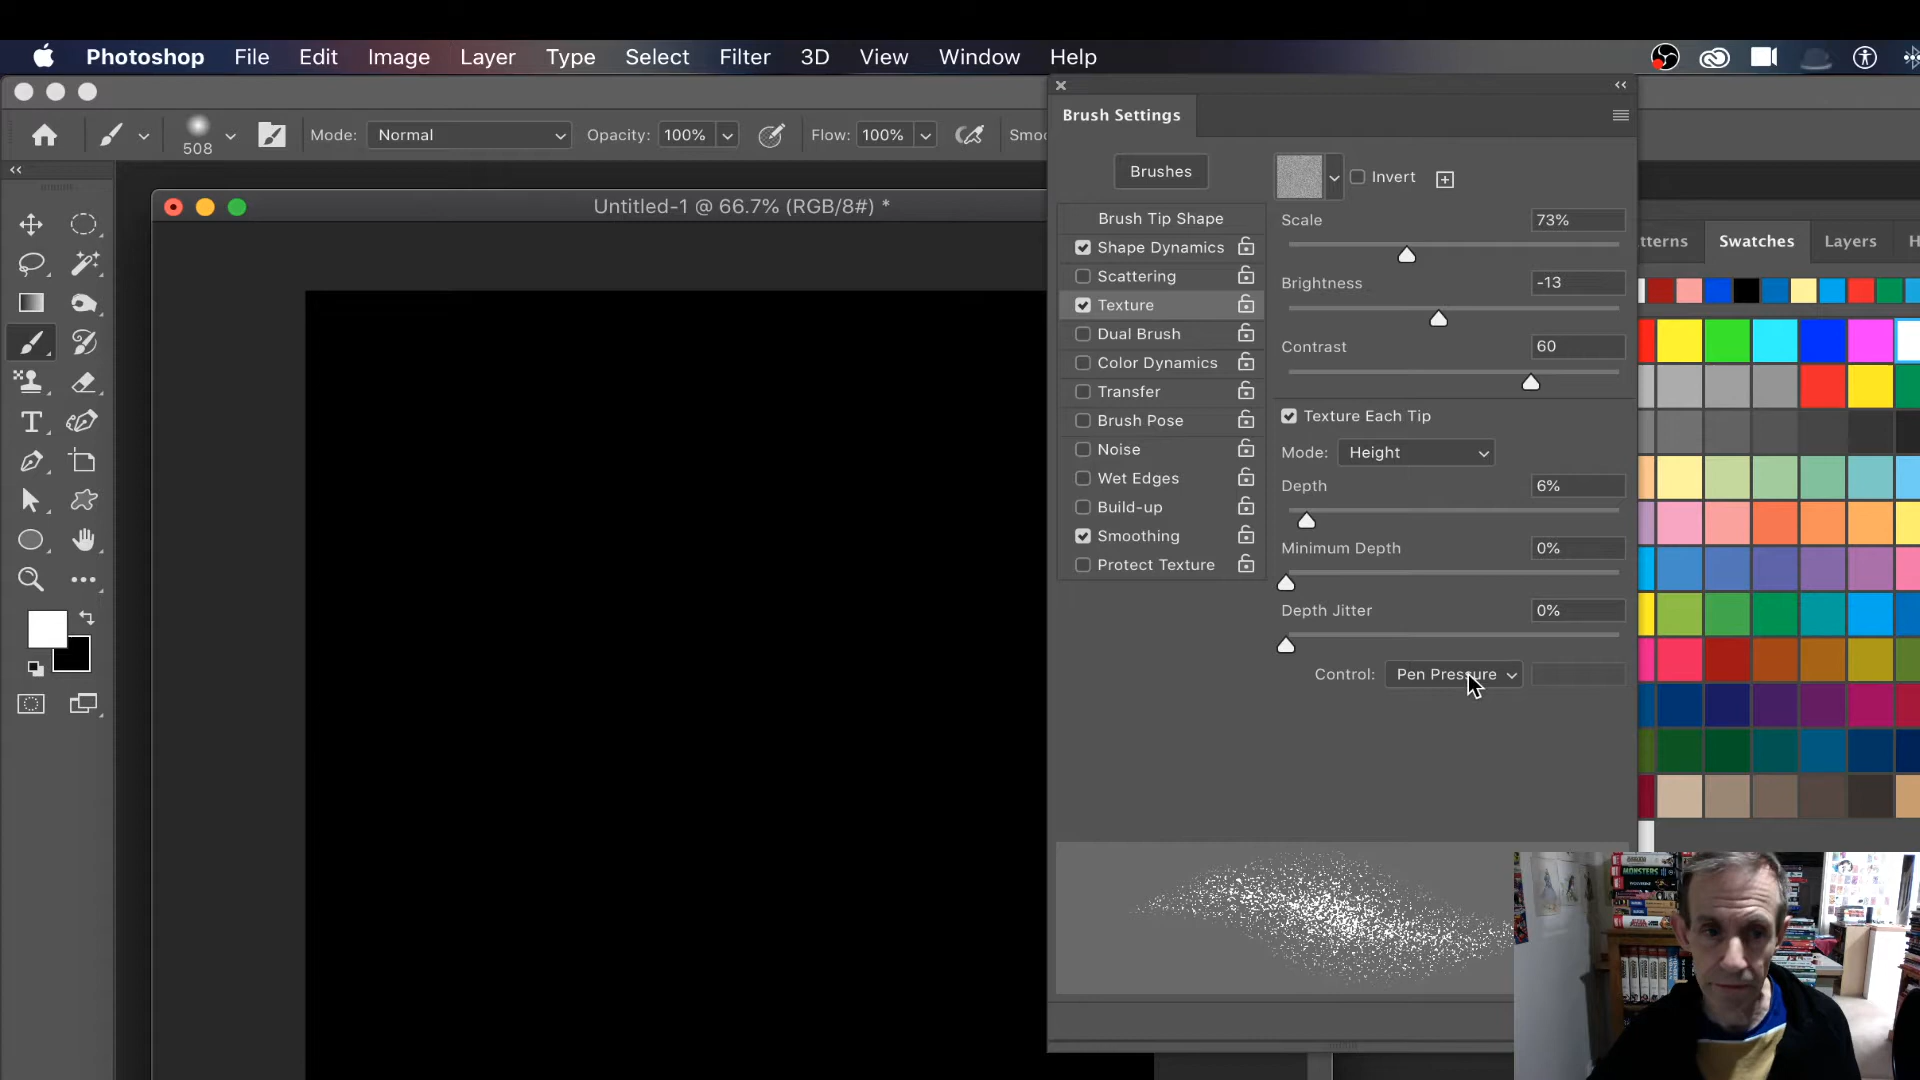 Photoshop File Edit Image Layer Type Select Filter 3D View Window Help
508 Mode: Normal Opacity: 100% Flow: 100% Smoo
Brush Settings
Brushes
Invert
Untitled-1 @ 66.7% (RGB/8#) *
Brush Tip Shape
Shape Dynamics
Scattering
Texture
Dual Brush
Color Dynamics
Transfer
Brush Pose
Noise
Wet Edges
Build-up
Smoothing
Protect Texture
Scale 73%
Brightness -13
Contrast 60
Texture Each Tip
Mode: Height
Depth 6%
Minimum Depth 0%
Depth Jitter 0%
Control: Pen Pressure
tterns Swatches Layers H
MONSTERS